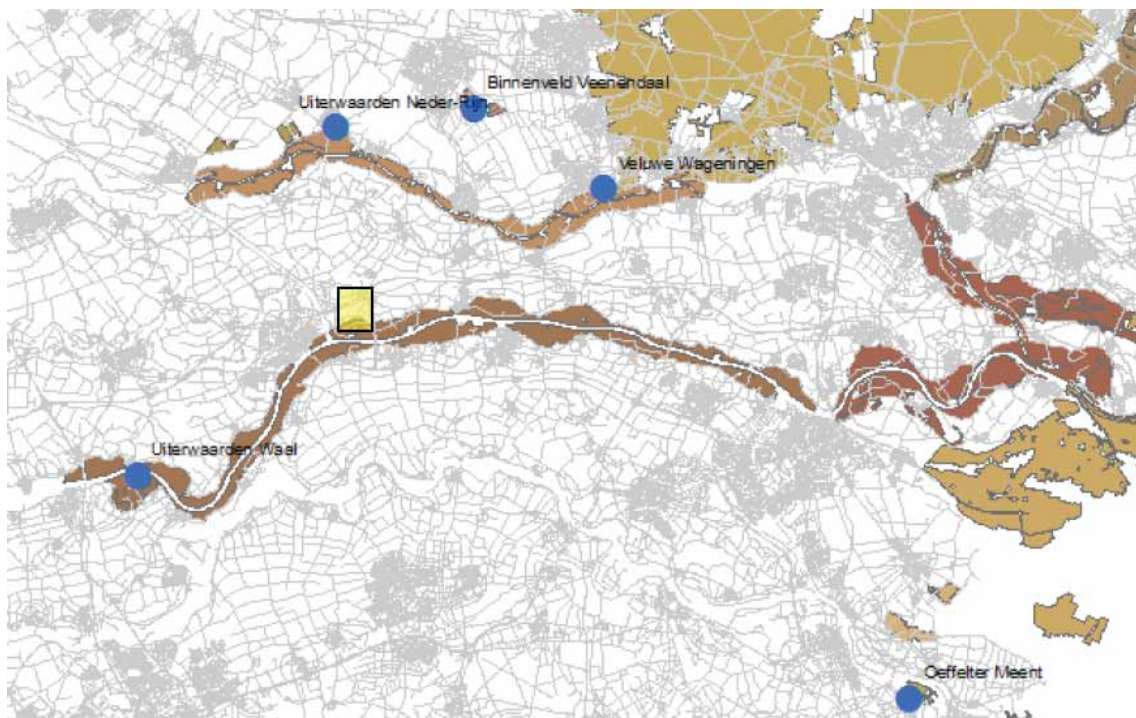 Binnenveld Veenendaal
Uiterwaarden Neder-Rijn
Veluwe Wageningen
Uiterwaarden Waal
Oeffelter Meent